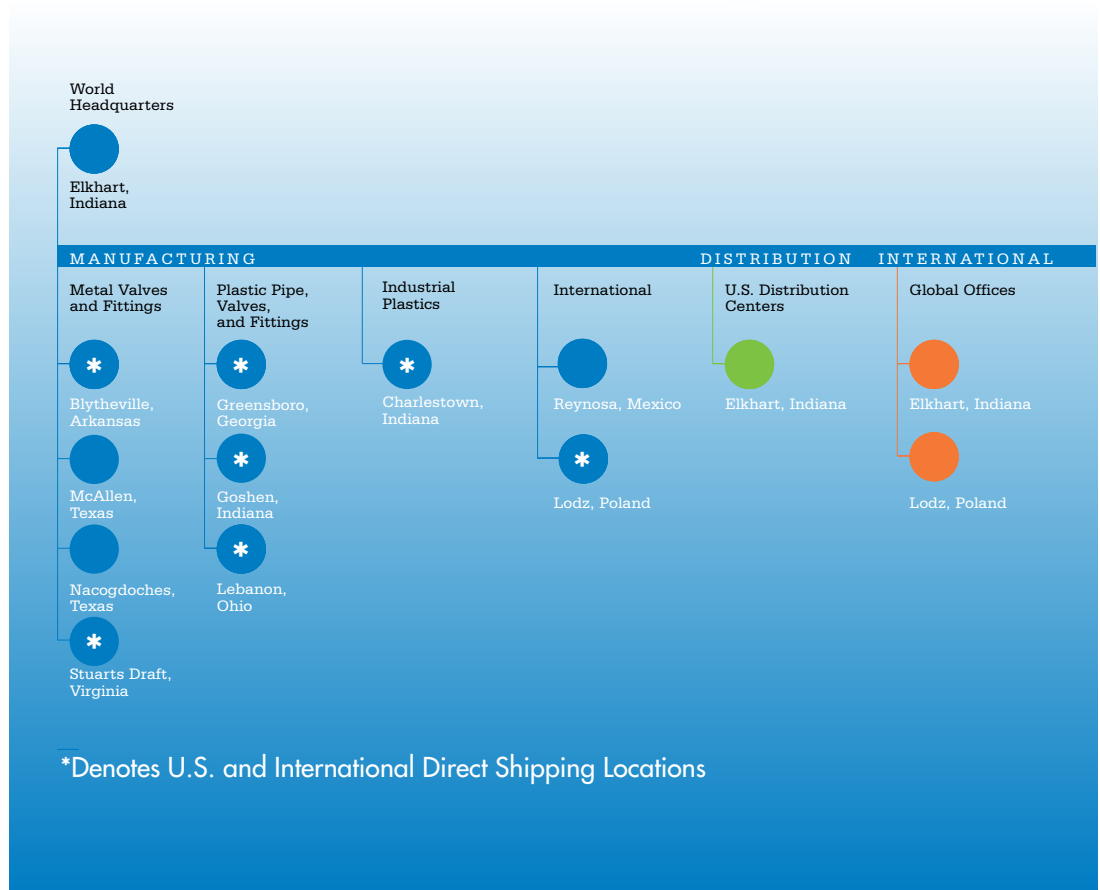 World
Headquarters
Elkhart,
Indiana
MANUFACTURING
DISTRIBUTION
INTERNATIONAL
Metal Valves
and Fittings
*
Blytheville,
Arkansas
McAllen,
Texas
Nacogdoches,
Texas
*
Stuarts Draft,
Virginia
Plastic Pipe,
Valves,
and Fittings
*
Greensboro,
Georgia
*
Goshen,
Indiana
*
Lebanon,
Ohio
Industrial
Plastics
*
Charlestown,
Indiana
International
Reynosa, Mexico
*
Lodz, Poland
U.S. Distribution
Centers
Elkhart, Indiana
Global Offices
Elkhart, Indiana
Lodz, Poland
*Denotes U.S. and International Direct Shipping Locations